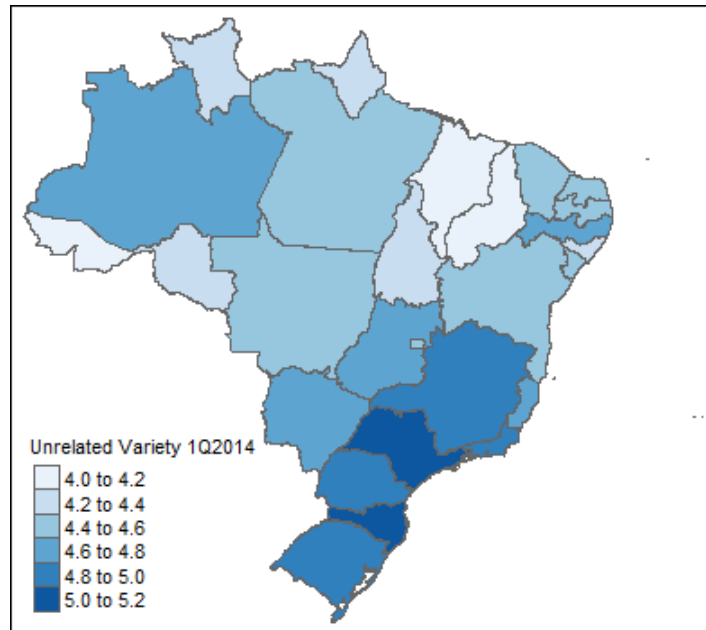 Unrelated Variety 1Q2014
4.0 to 4.2
4.2 to 4.4
4.4 to 4.6
4.6 to 4.8
4.8 to 5.0
5.0 to 5.2